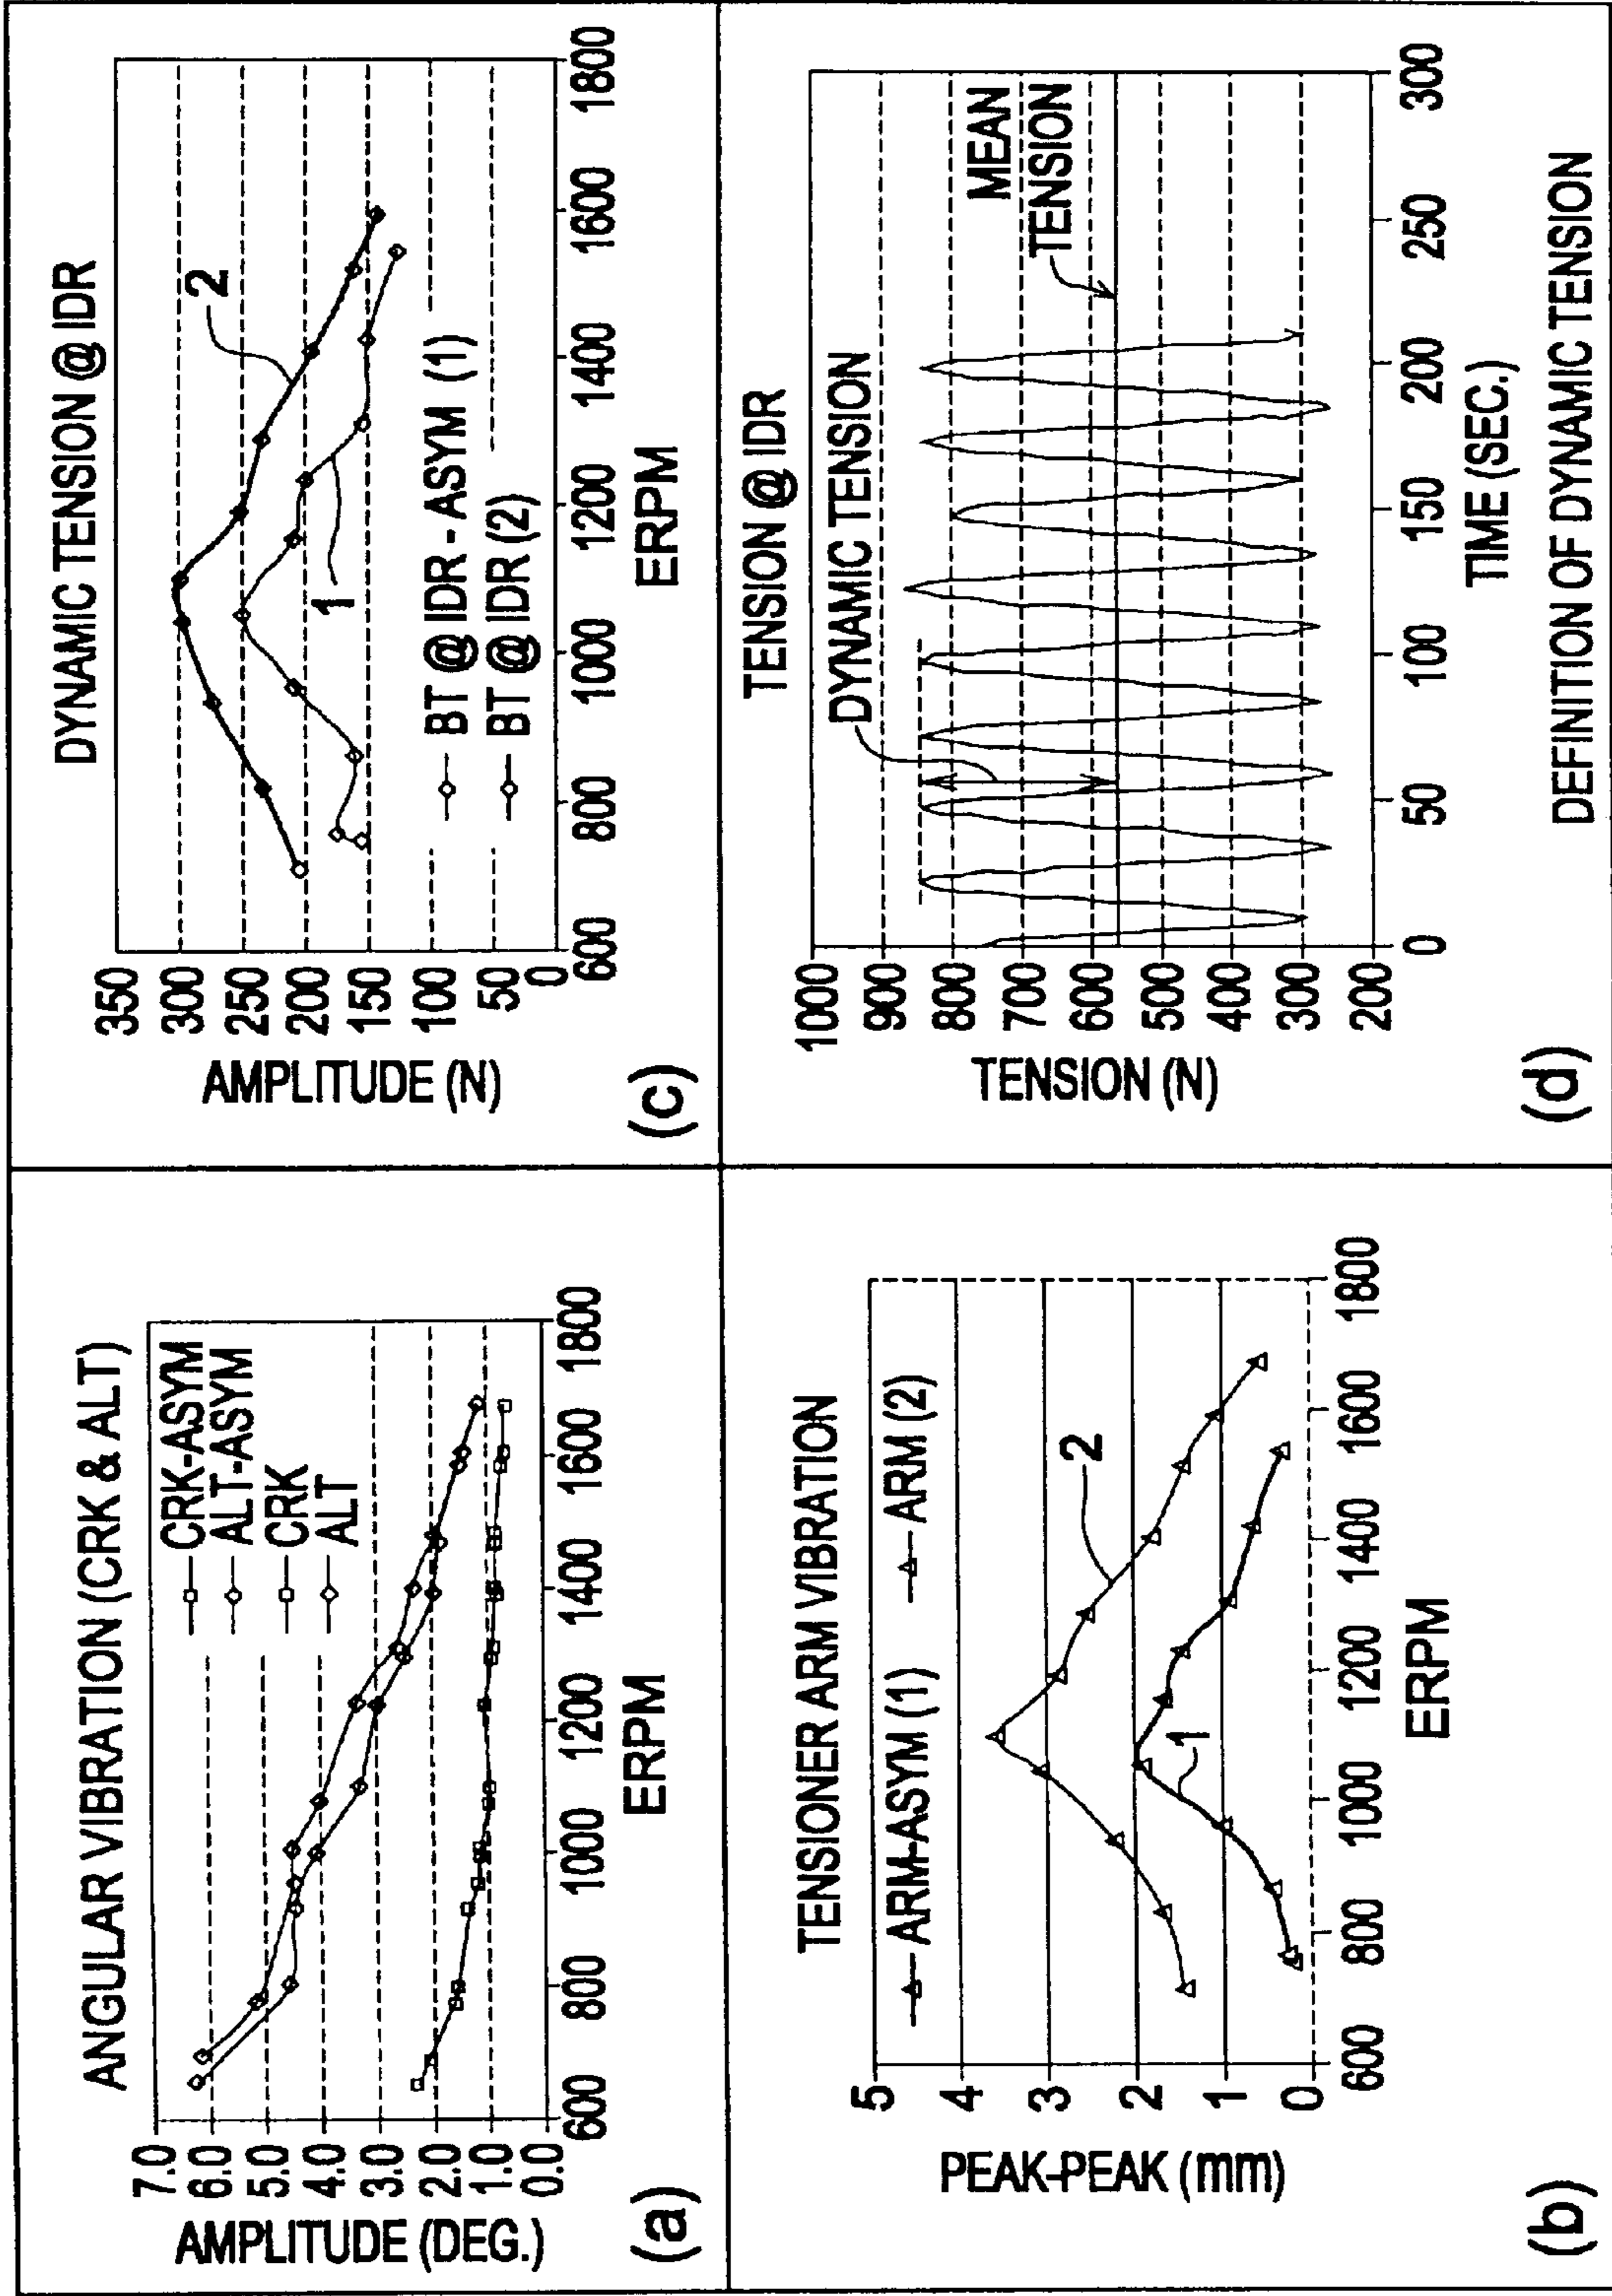 ANGULAR VIBRATION (CRK & ALT)
CRK-ASYM
ALT-ASYM
CRK
ALT
7.0
6.0
5.0
4.0
3.0
2.0
1.0
0.0
AMPLITUDE (DEG.)
600 800 1000 1200 1400 1600 1800
ERPM
(a)
TENSIONER ARM VIBRATION
ARM-ASYM (1) ARM (2)
5
4
3
2
1
0
PEAK-PEAK (mm)
2
1
600 800 1000 1200 1400 1600 1800
ERPM
(b)
DYNAMIC TENSION @ IDR
350
300
250
200
150
100
50
0
AMPLITUDE (N)
2
1
BT @ IDR - ASYM (1)
BT @ IDR (2)
600 800 1000 1200 1400 1600 1800
ERPM
(c)
TENSION @ IDR
DYNAMIC TENSION
MEAN
TENSION
1000
900
800
700
600
500
400
300
200
TENSION (N)
0 50 100 150 200 250 300
TIME (SEC.)
DEFINITION OF DYNAMIC TENSION
(d)